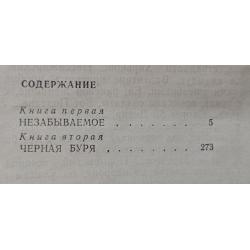 СОДЕРЖАНИЕ
Книга первая
НЕЗАБЫВАЕМОЕ . . . . . . . 5
Книга вторая
ЧЕРНАЯ БУРЯ . . . . . . . 273